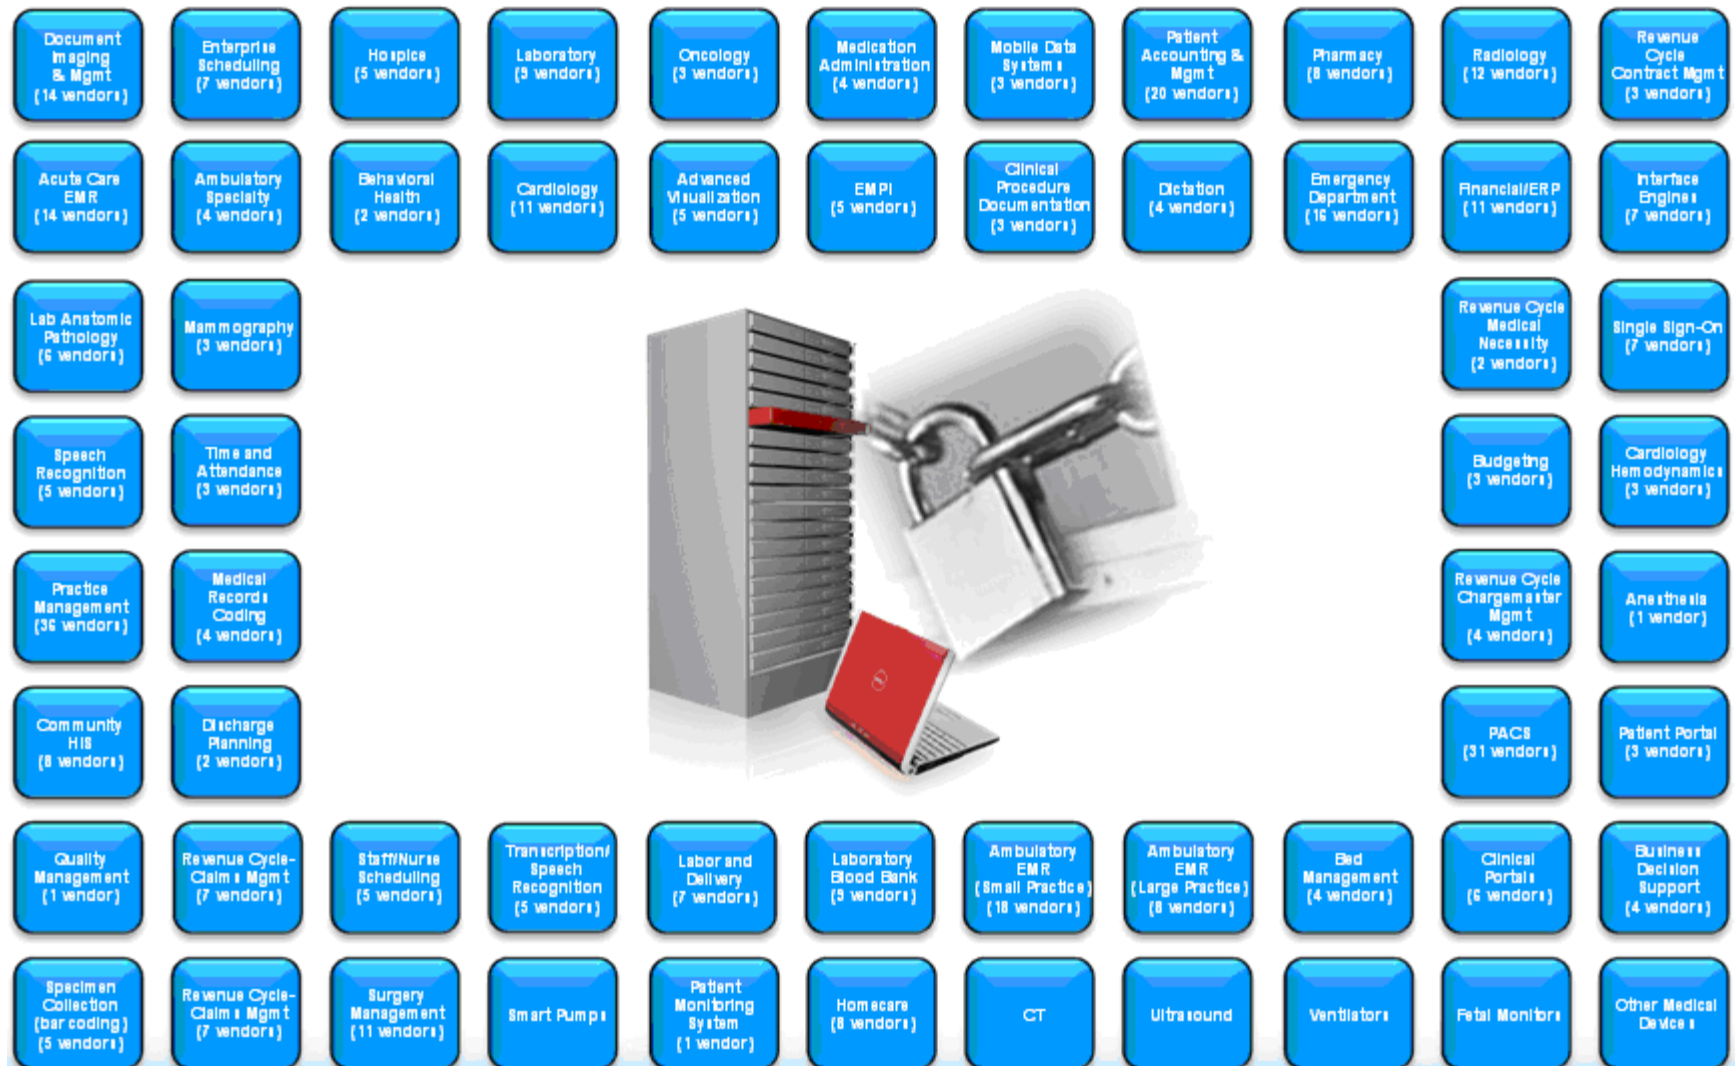 Document
Imaging
& Mgmt
(14 vendors)
Enterprise
Scheduling
(7 vendors)
Hospice
(5 vendors)
Laboratory
(9 vendors)
Oncology
(3 vendors)
Medication
Administration
(4 vendors)
Mobile Data
Systems
(3 vendors)
Patient
Accounting &
Mgmt
(20 vendors)
Pharmacy
(8 vendors)
Radiology
(12 vendors)
Revenue
Cycle
Contract Mgmt
(3 vendors)
Acute Care
EMR
(14 vendors)
Ambulatory
Specialty
(4 vendors)
Behavioral
Health
(2 vendors)
Cardiology
(11 vendors)
Advanced
Visualization
(5 vendors)
EMPI
(5 vendors)
Clinical
Procedure
Documentation
(3 vendors)
Dictation
(4 vendors)
Emergency
Department
(16 vendors)
Financial/ERP
(11 vendors)
Interface
Engines
(7 vendors)
Lab Anatomic
Pathology
(6 vendors)
Mammography
(3 vendors)
Revenue Cycle
Medical
Necessity
(2 vendors)
Single Sign-On
(7 vendors)
Speech
Recognition
(5 vendors)
Time and
Attendance
(3 vendors)
Budgeting
(3 vendors)
Cardiology
Hemodynamics
(3 vendors)
Practice
Management
(36 vendors)
Medical
Records
Coding
(4 vendors)
Revenue Cycle
Chargemaster
Mgmt
(4 vendors)
Anesthesia
(1 vendor)
Community
HIS
(8 vendors)
Discharge
Planning
(2 vendors)
DELL
PACS
(31 vendors)
Patient Portal
(3 vendors)
Quality
Management
(1 vendor)
Revenue Cycle-
Claims Mgmt
(7 vendors)
Staff/Nurse
Scheduling
(5 vendors)
Transcription/
Speech
Recognition
(5 vendors)
Labor and
Delivery
(7 vendors)
Laboratory
Blood Bank
(9 vendors)
Ambulatory
EMR
(Small Practice)
(18 vendors)
Ambulatory
EMR
(Large Practice)
(8 vendors)
Bed
Management
(4 vendors)
Clinical
Portals
(6 vendors)
Business
Decision
Support
(4 vendors)
Specimen
Collection
(bar coding)
(5 vendors)
Revenue Cycle-
Claims Mgmt
(7 vendors)
Surgery
Management
(11 vendors)
Smart Pumps
Patient
Monitoring
System
(1 vendor)
Homecare
(8 vendors)
CT
Ultrasound
Ventilators
Fetal Monitors
Other Medical
Devices